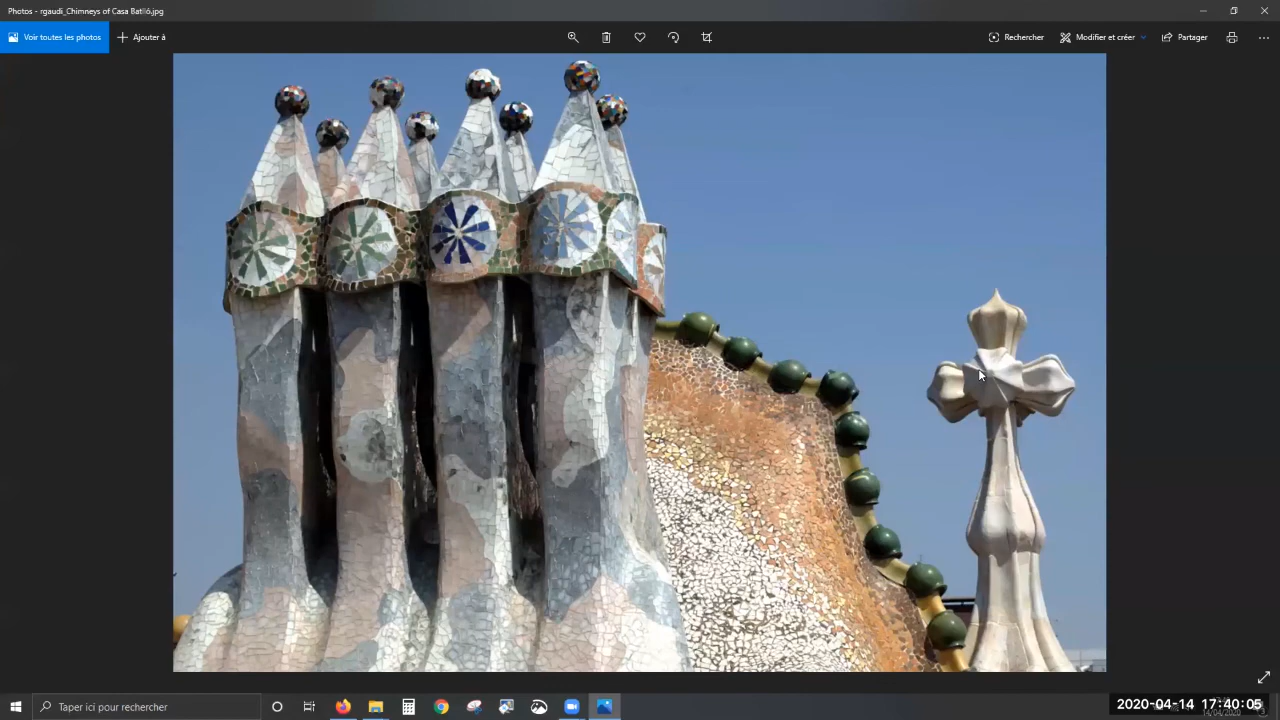 Photos - rgaudi_Chimneys of Casa Batlló.jpg
Voir toutes les photos
Ajouter à
Rechercher
Modifier et créer
Partager
Taper ici pour rechercher
2020-04-14 17:40:05